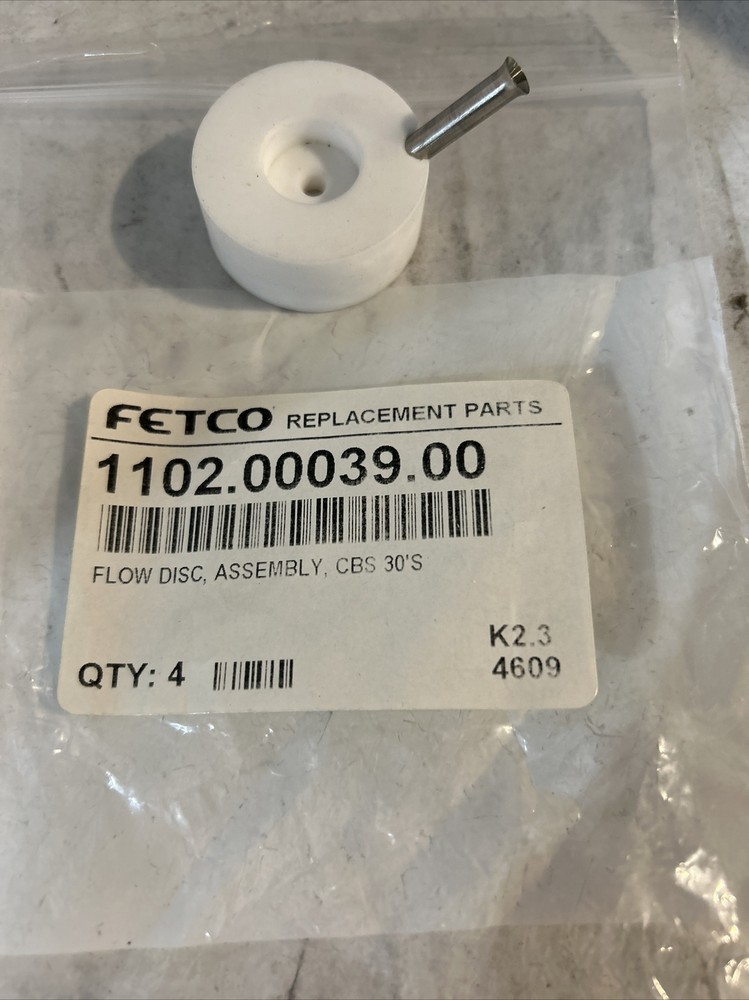 FETCO REPLACEMENT PARTS
1102.00039.00
FLOW DISC, ASSEMBLY, CBS 30'S
K2.3
QTY: 4 4609